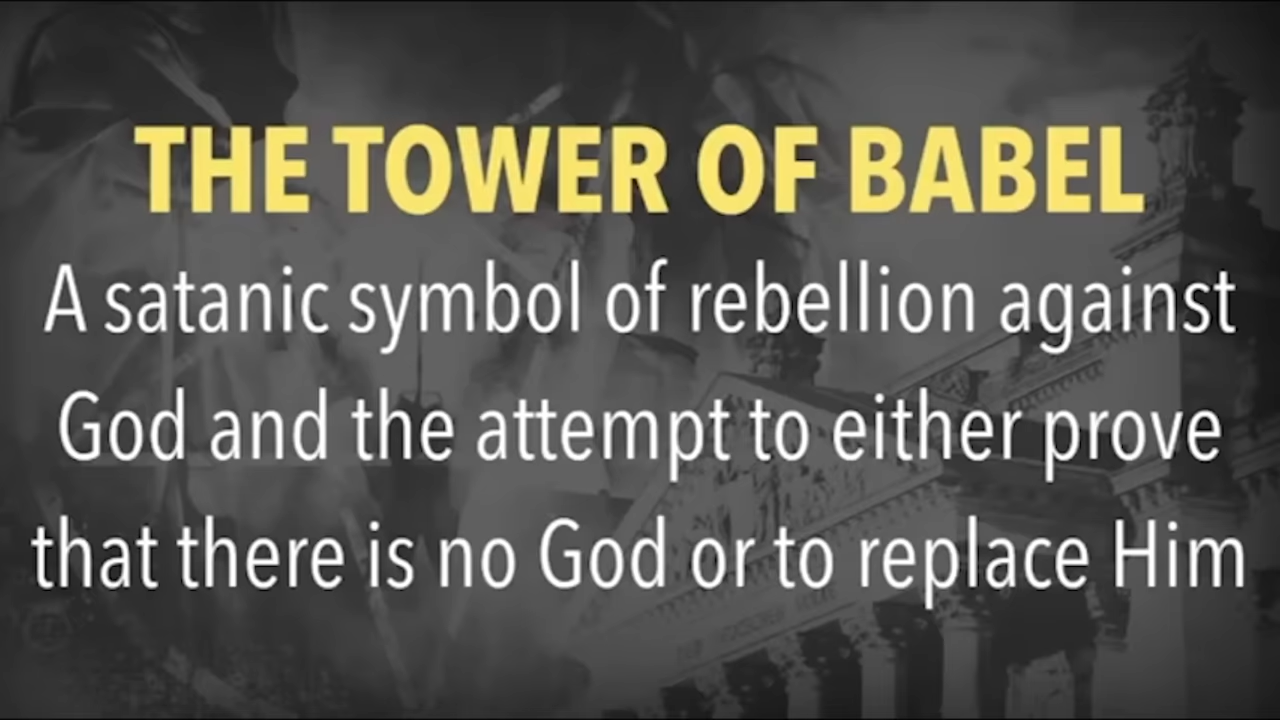 THE TOWER OF BABEL
A satanic symbol of rebellion against
God and the attempt to either prove
that there is no God or to replace Him